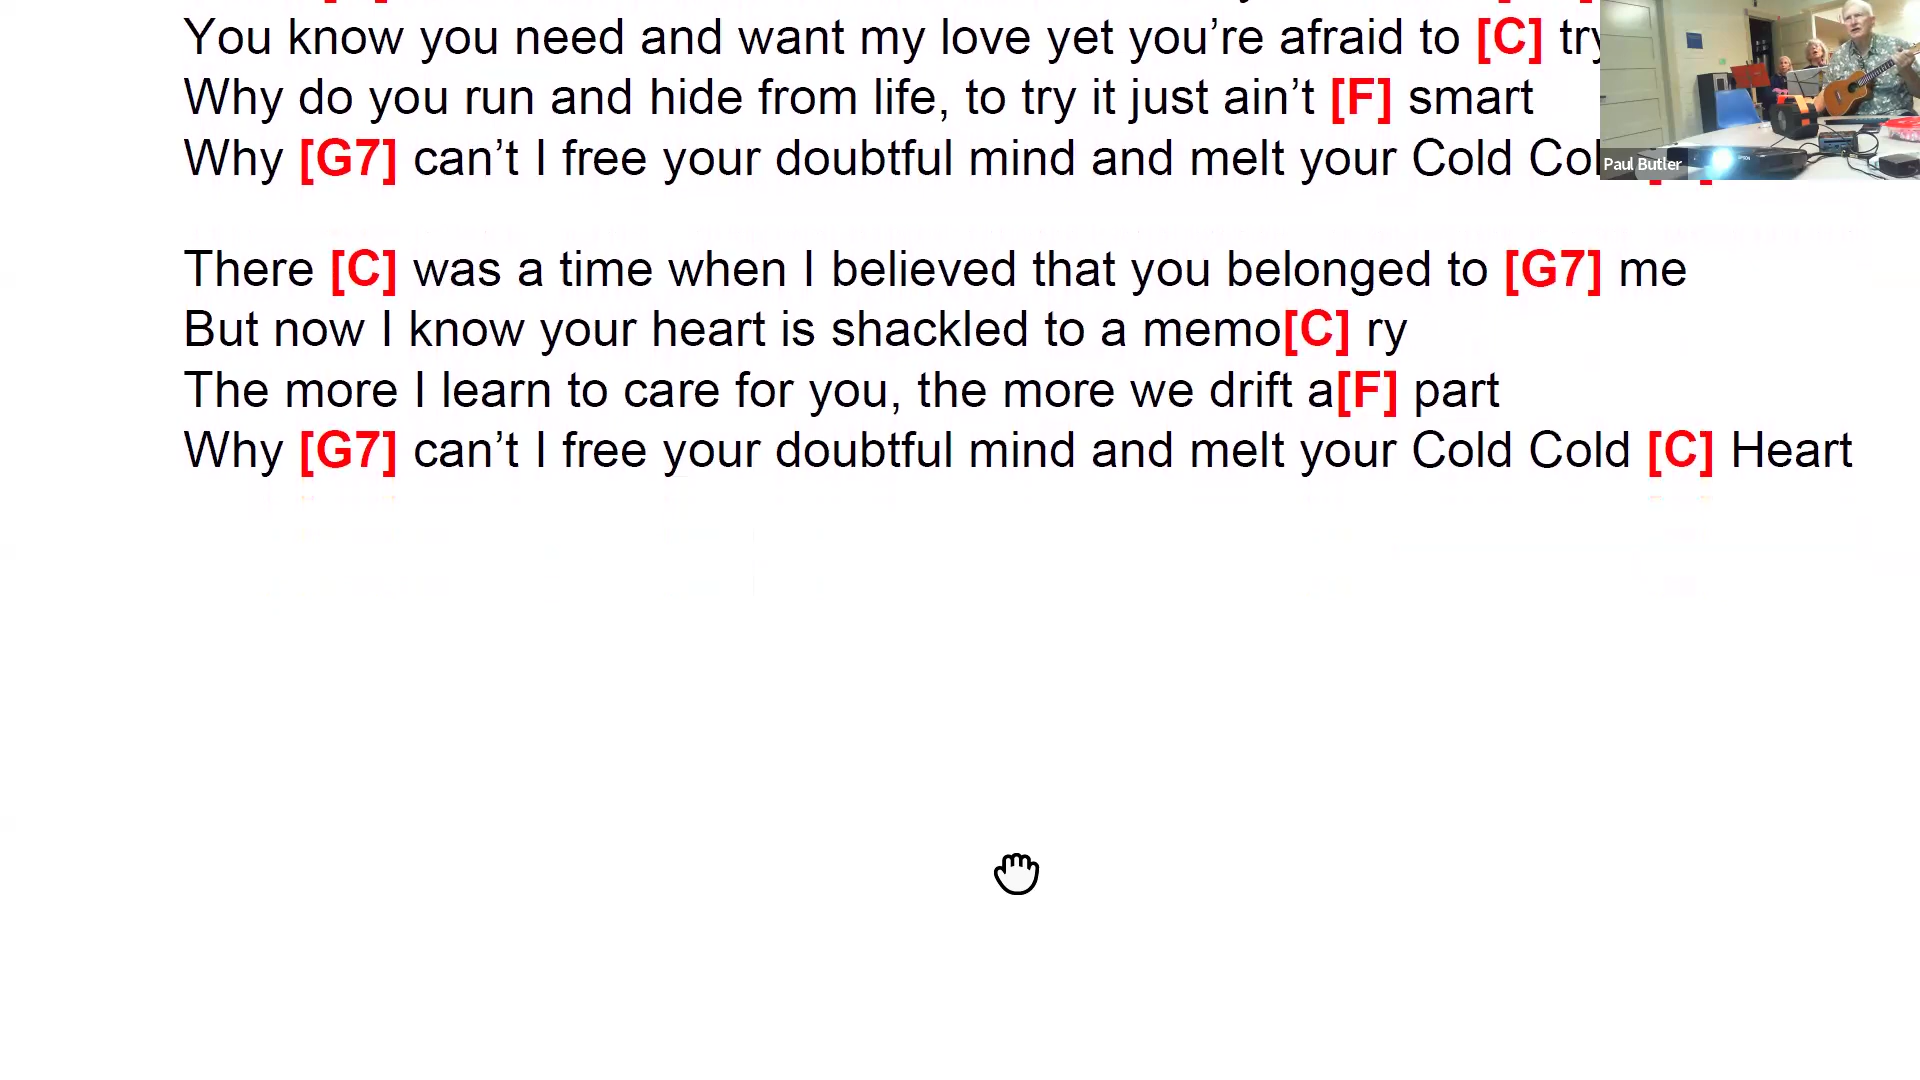 You know you need and want my love yet you’re afraid to [C] try
Why do you run and hide from life, to try it just ain’t [F] smart
Why [G7] can’t I free your doubtful mind and melt your Cold
There [C] was a time when I believed that you belonged to [G7] me
But now I know your heart is shackled to a memo[C] ry
The more I learn to care for you, the more we drift a[F] part
Why [G7] can’t I free your doubtful mind and melt your Cold Cold [C] Heart
Paul Butler